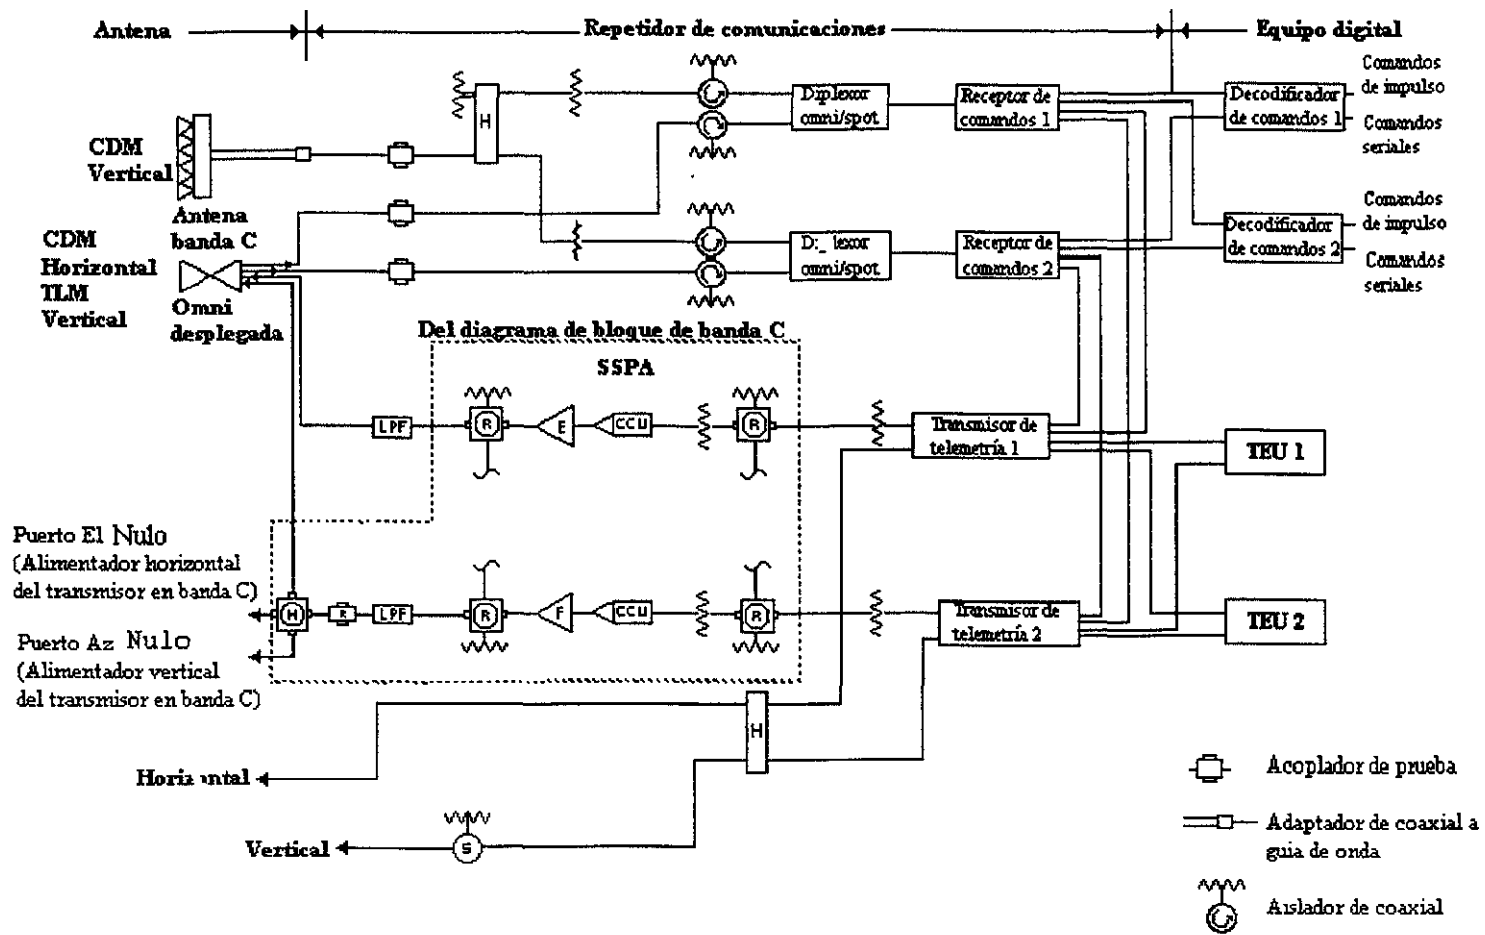 Antena
Repetidor de comunicaciones
Equipo digital
Comandos
de impulso
Comandos
seriales
CDM
Vertical
H
Diplexor
omni/spot
Receptor de
comandos 1
Decodificador
de comandos 1
Antena
banda C
CDM
Horizontal
TLM
Vertical
Omni
desplegada
D:_ lexor
omni/spot
Receptor de
comandos 2
Decodificador
de comandos 2
Comandos
de impulso
Comandos
seriales
Del diagrama de bloque de banda C
SSPA
LPF
R
E
CCU
R
Transmisor de
telemetría 1
TEU 1
Puerto El Nulo
(Alimentador horizontal
del transmisor en banda C)
H
R
LPF
R
F
CCU
R
Transmisor de
telemetría 2
TEU 2
Puerto Az Nulo
(Alimentador vertical
del transmisor en banda C)
H
Horizontal
Vertical
S
Acoplador de prueba
Adaptador de coaxial a
guia de onda
Aislador de coaxial